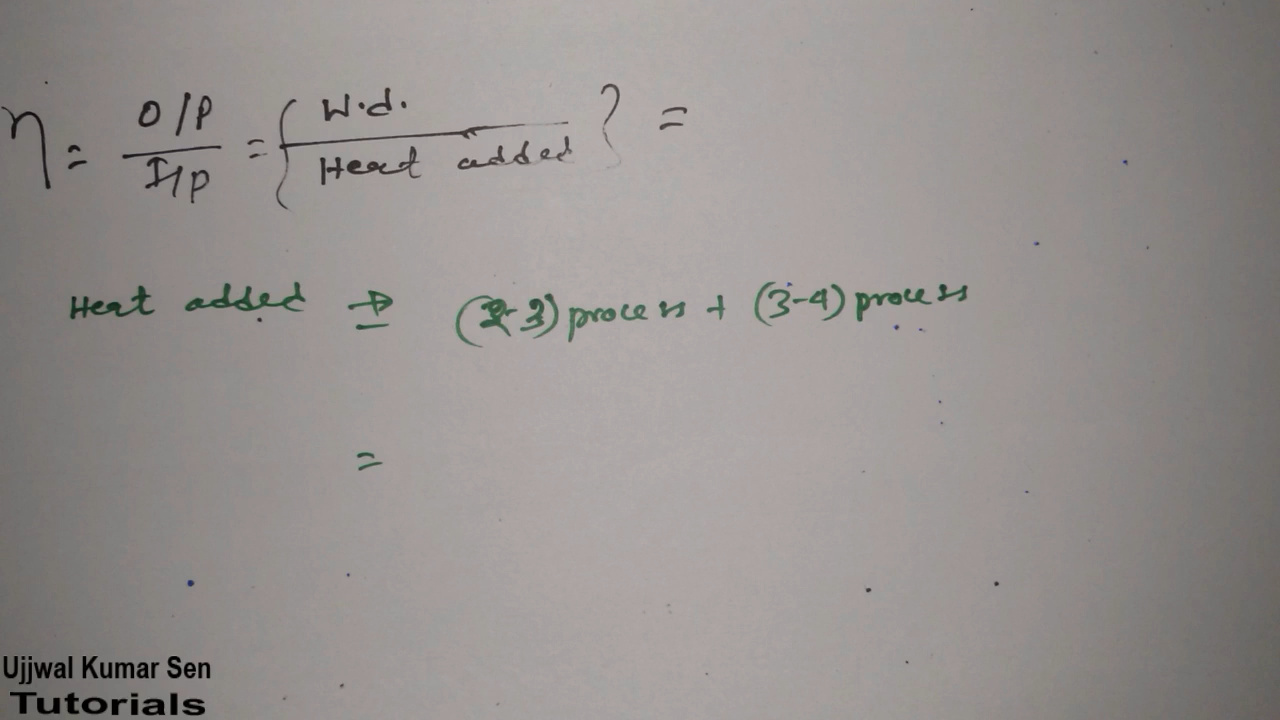 η = O/P / I/P = { W.d. / Heat added } =
Heat added ⇒ (2-3) process + (3-4) process
=
Ujjwal Kumar Sen
Tutorials